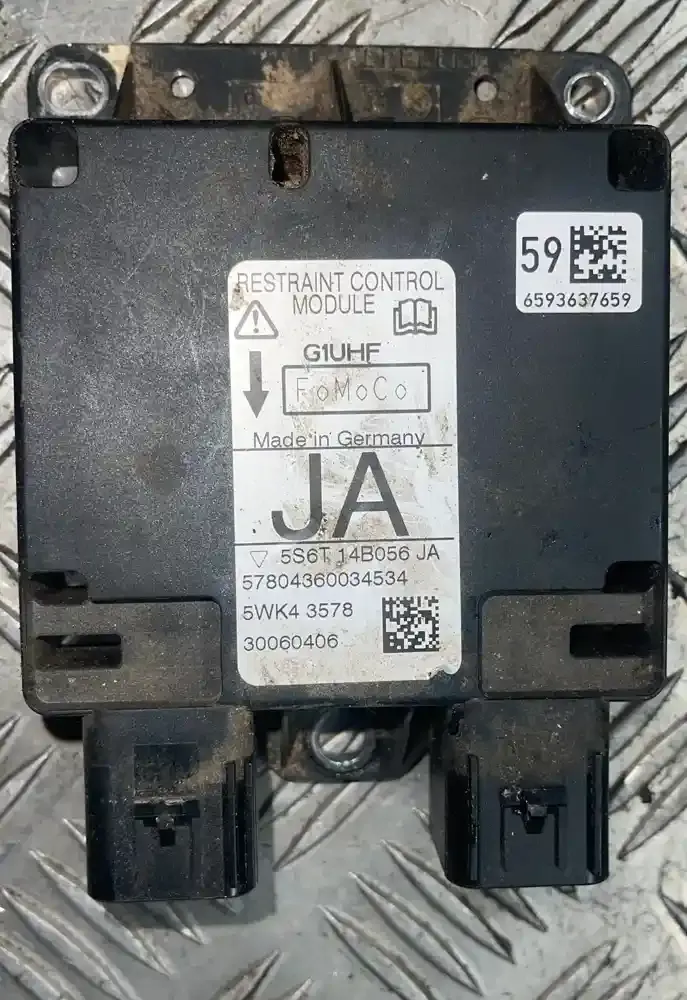 59
6593637659
RESTRAINT CONTROL
MODULE
G1UHF
FoMoCo
Made in Germany
JA
5S6T 14B056 JA
57804360034534
5WK4 3578
30060406